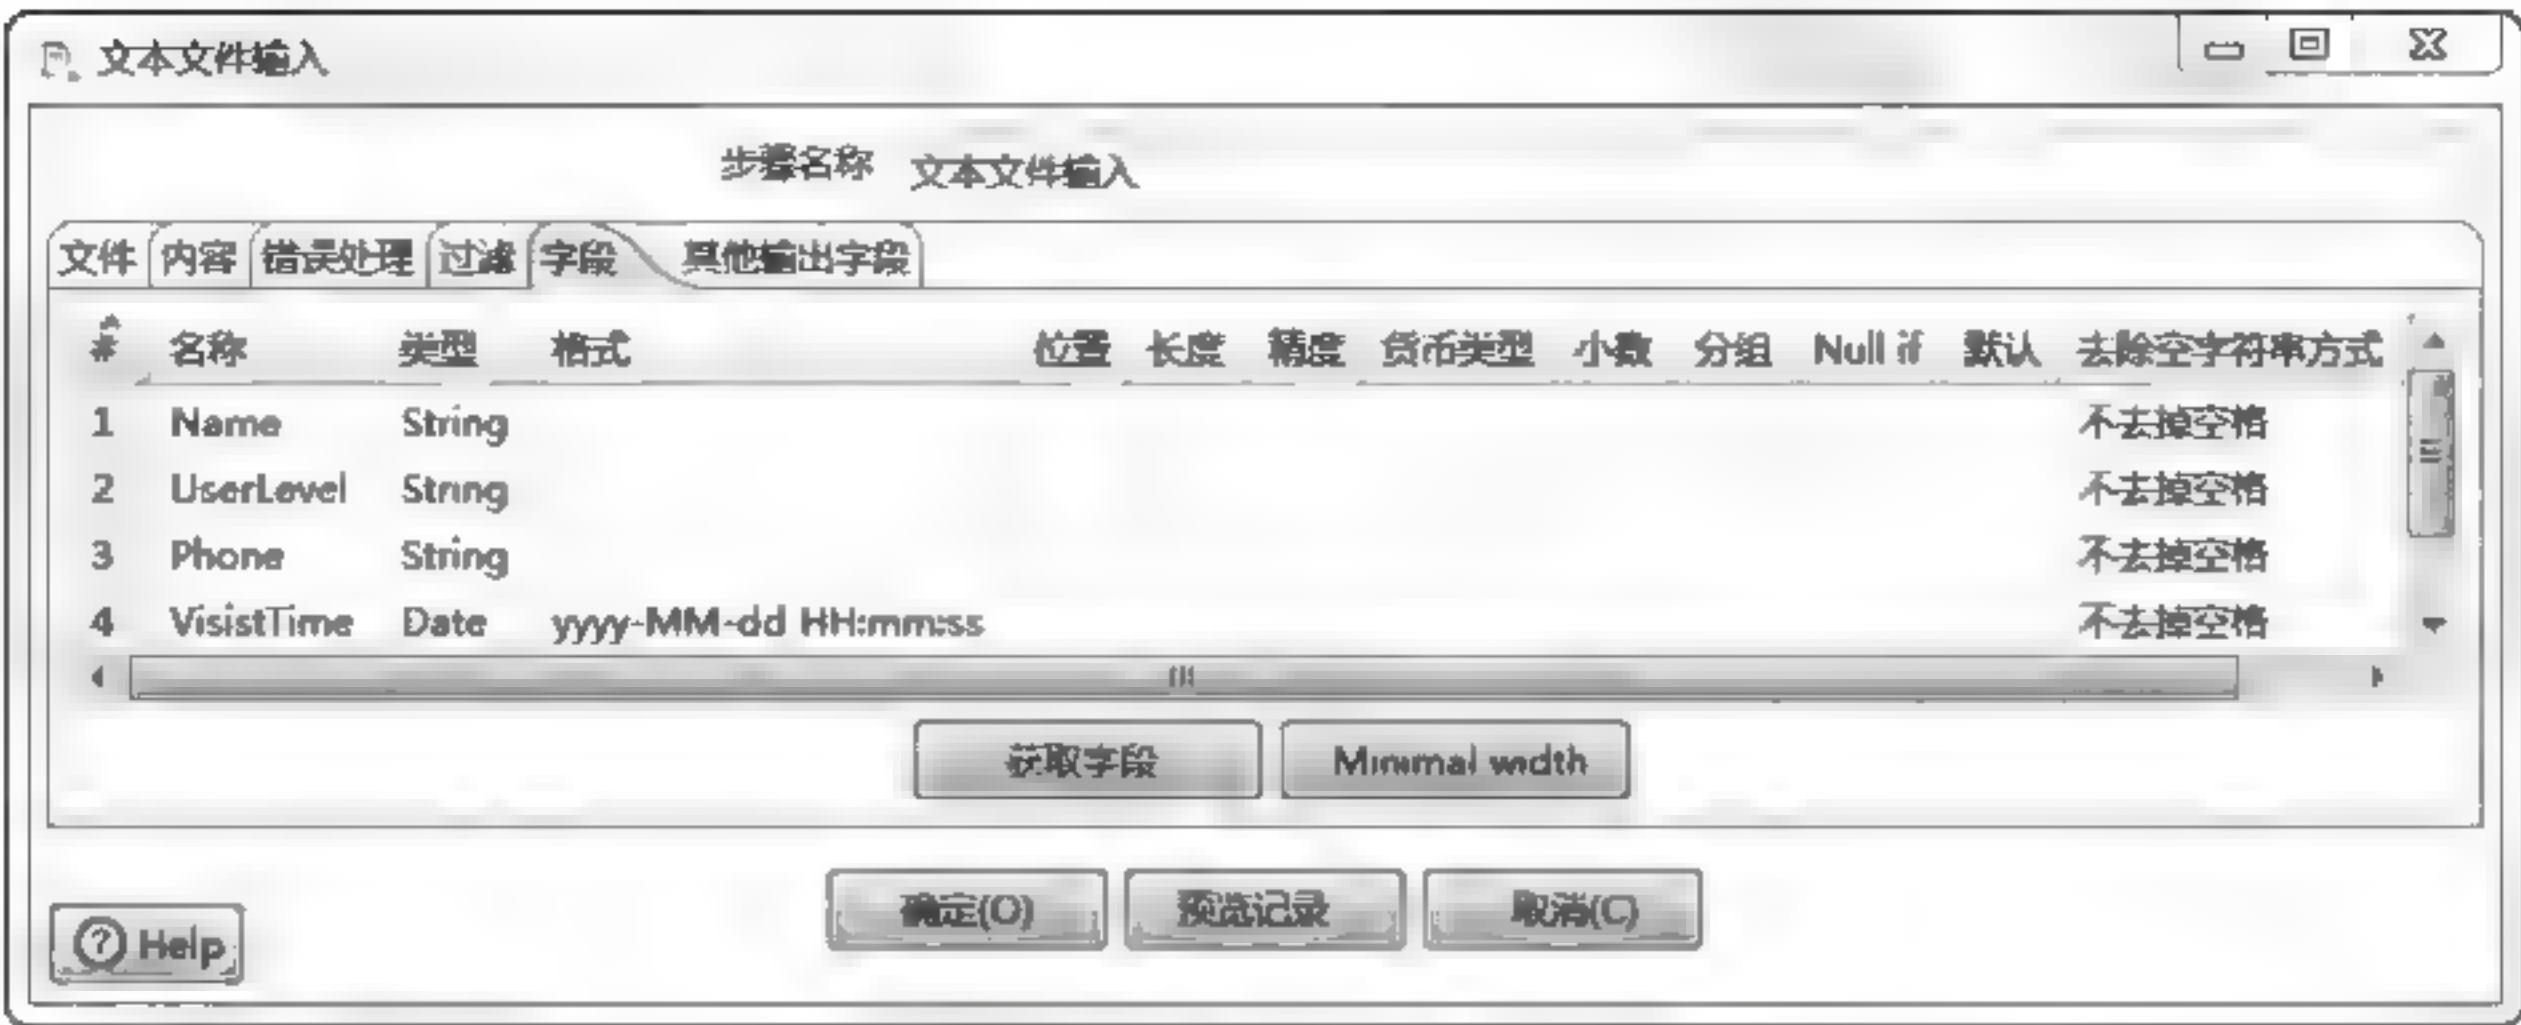 文本文件输入
步骤名称 文本文件输入
文件 内容 错误处理 过滤 字段 其他输出字段
# 名称 类型 格式 位置 长度 精度 货币类型 小数 分组 Null if 默认 去除空字符串方式
1 Name String 不去掉空格
2 UserLevel String 不去掉空格
3 Phone String 不去掉空格
4 VisistTime Date yyyy-MM-dd HH:mm:ss 不去掉空格
获取字段 Minimal width
确定(O) 预览记录 取消(C)
Help